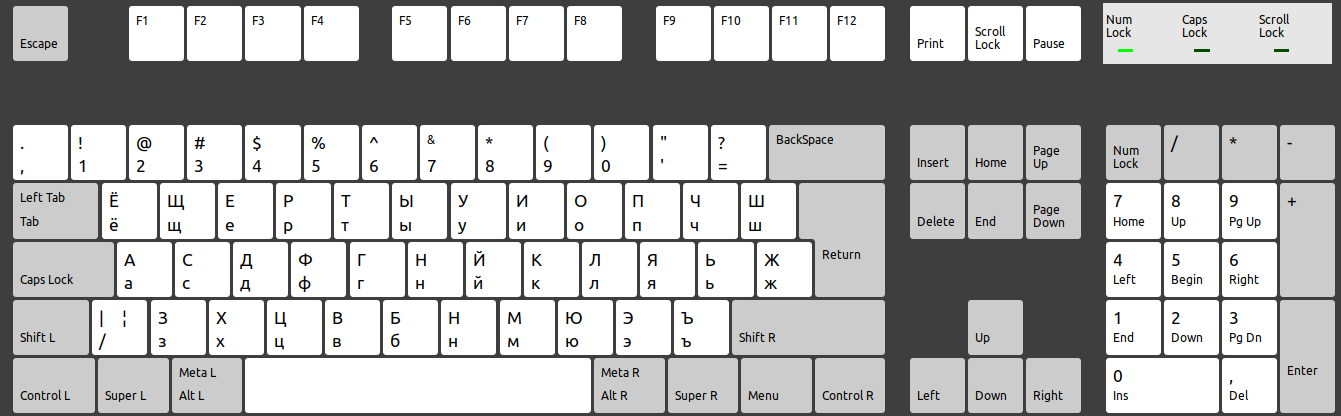 Escape F1 F2 F3 F4 F5 F6 F7 F8 F9 F10 F11 F12 Print Scroll Lock Pause Num Lock Caps Lock Scroll Lock
. ! @ # $ % ^ & * ( ) " ? BackSpace Insert Home Page Up Num Lock / * -
, 1 2 3 4 5 6 7 8 9 0 ' =
Left Tab Ё Щ Е Р Т Ы У И О П Ч Ш Delete End Page Down 7 8 9 +
Tab ё щ е р т ы у и о п ч ш Home Up Pg Up
Caps Lock А С Д Ф Г Н Й К Л Я Ь Ж Return 4 5 6
а с д ф г н й к л я ь ж Left Begin Right
Shift L | ¦ З Х Ц В Б Н М Ю Э Ъ Shift R Up 1 2 3
/ з х ц в б н м ю э ъ End Down Pg Dn
Control L Super L Meta L Meta R Super R Menu Control R Left Down Right 0 , Enter
Alt L Alt R Ins Del